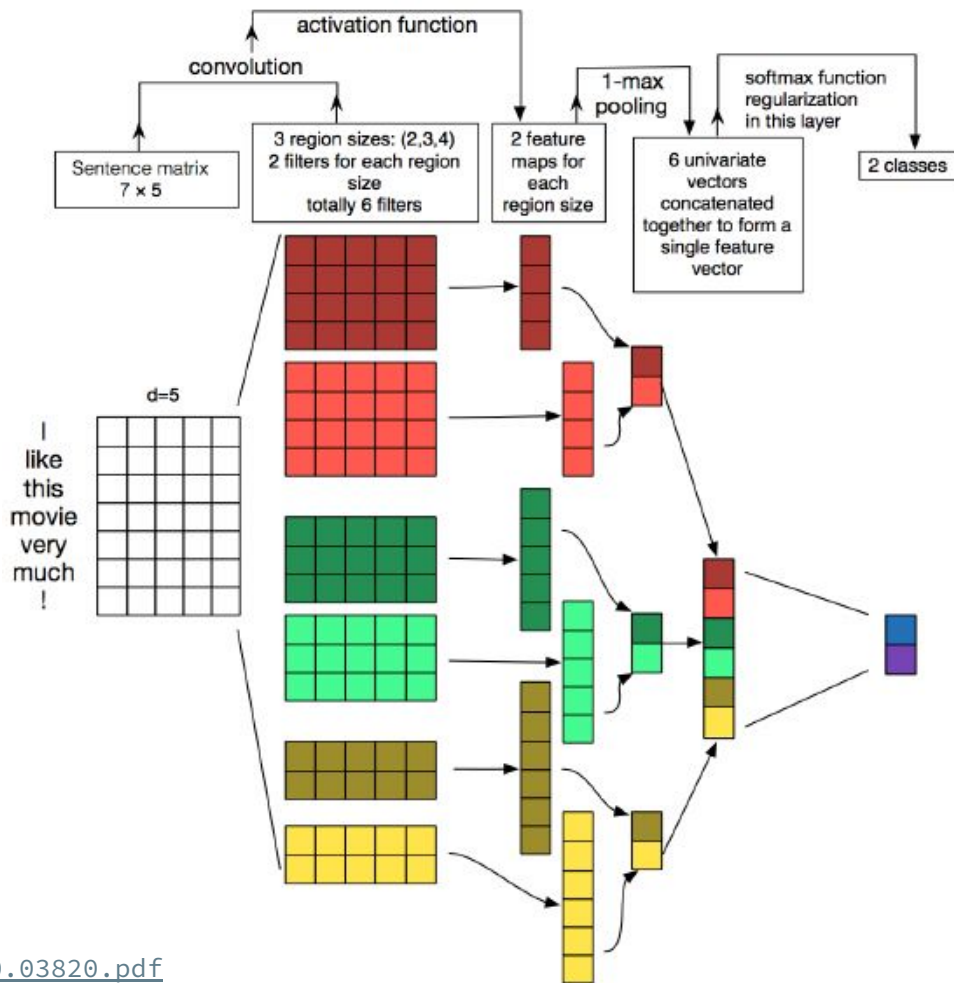 activation function
convolution
1-max
pooling
softmax function
regularization
in this layer
Sentence matrix
7 × 5
3 region sizes: (2,3,4)
2 filters for each region
size
totally 6 filters
2 feature
maps for
each
region size
6 univariate
vectors
concatenated
together to form a
single feature
vector
2 classes
d=5
I
like
this
movie
very
much
!
.03820.pdf